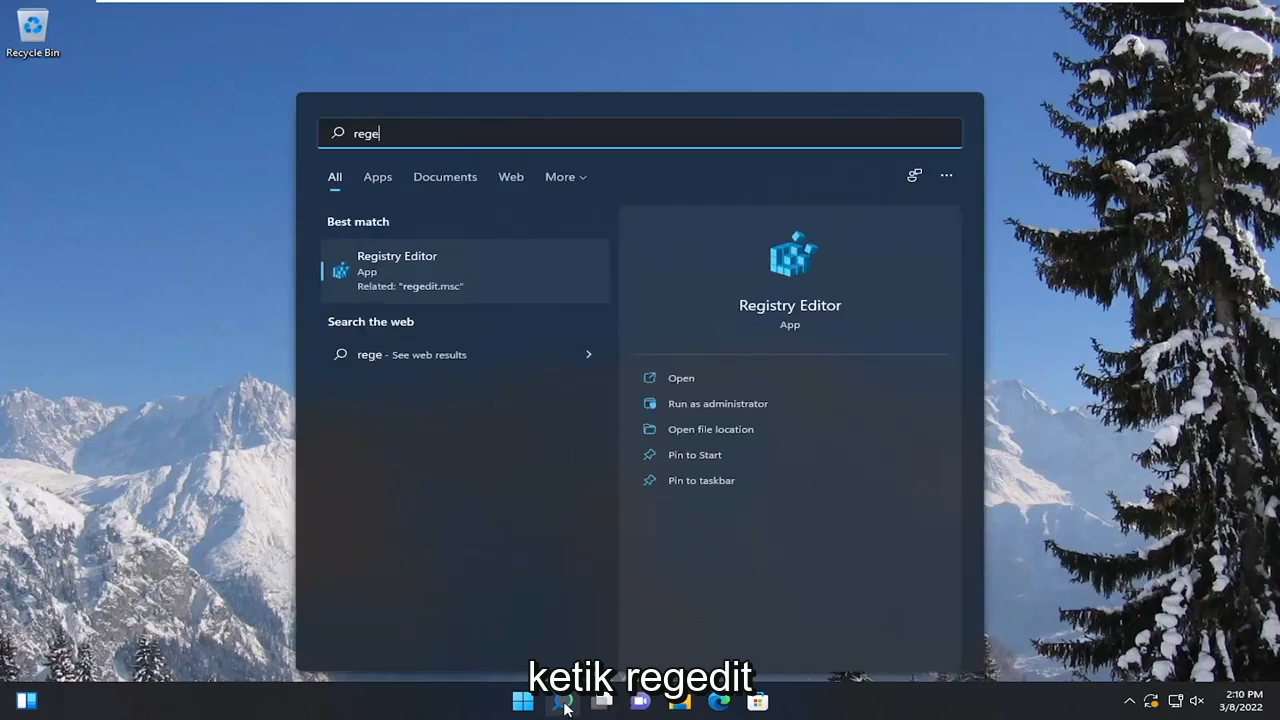 Recycle Bin
rege
All Apps Documents Web More
Best match
Registry Editor
App
Related: "regedit.msc"
Search the web
rege - See web results
Registry Editor
App
Open
Run as administrator
Open file location
Pin to Start
Pin to taskbar
ketik regedit
2:10 PM
3/8/2022